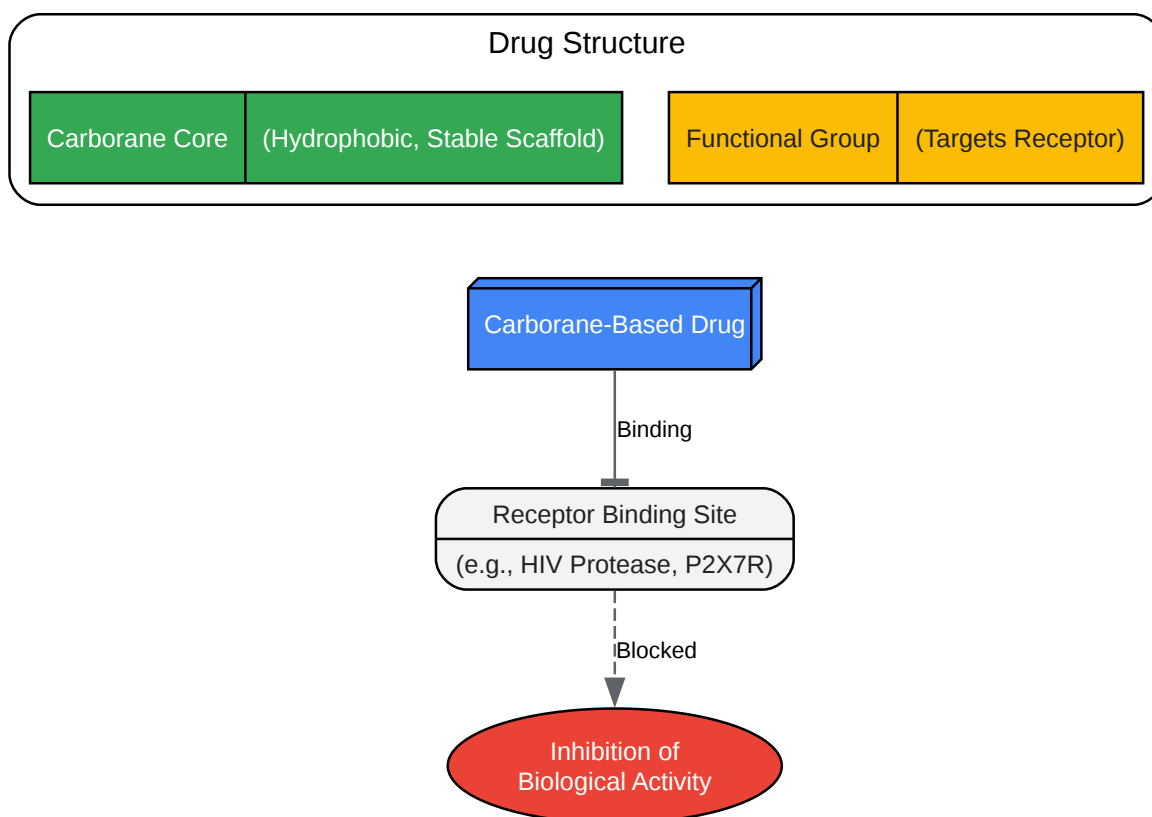 Drug Structure
Carborane Core
(Hydrophobic, Stable Scaffold)
Functional Group
(Targets Receptor)
Carborane-Based Drug
Binding
Receptor Binding Site
(e.g., HIV Protease, P2X7R)
Blocked
Inhibition of
Biological Activity